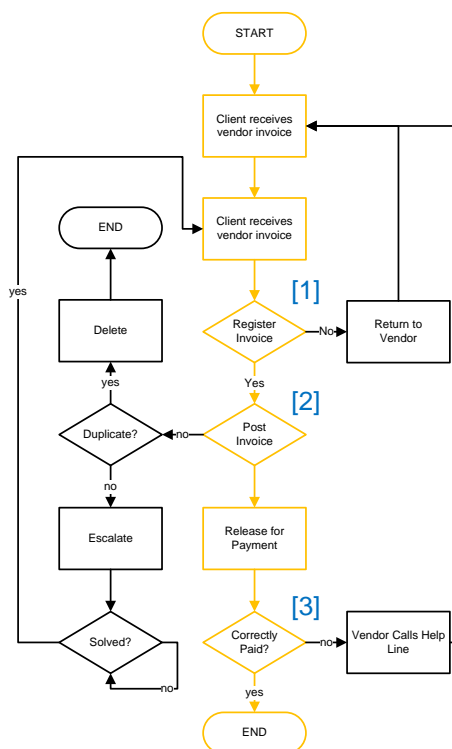 START
Client receives
vendor invoice
Client receives
vendor invoice
END
yes
[1]
Delete
Register
Invoice
No
Return to
Vendor
yes
Yes
[2]
Duplicate?
no
Post
Invoice
no
Escalate
Release for
Payment
[3]
Solved?
no
Correctly
Paid?
no
Vendor Calls Help
Line
yes
END